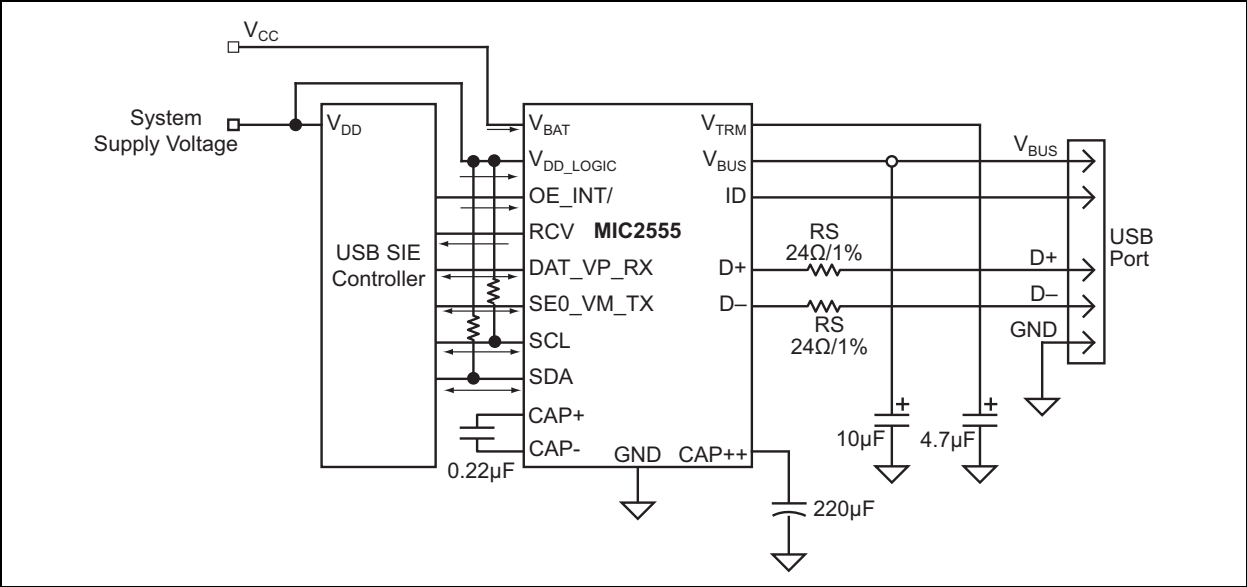 VCC
System
Supply Voltage
VDD
USB SIE
Controller
VBAT
VDD_LOGIC
OE_INT/
RCV
MIC2555
DAT_VP_RX
SE0_VM_TX
SCL
SDA
CAP+
CAP-
0.22µF
GND
CAP++
220µF
VTRM
VBUS
ID
D+
D–
RS
24Ω/1%
RS
24Ω/1%
10µF
+
4.7µF
+
VBUS
D+
D–
GND
USB
Port